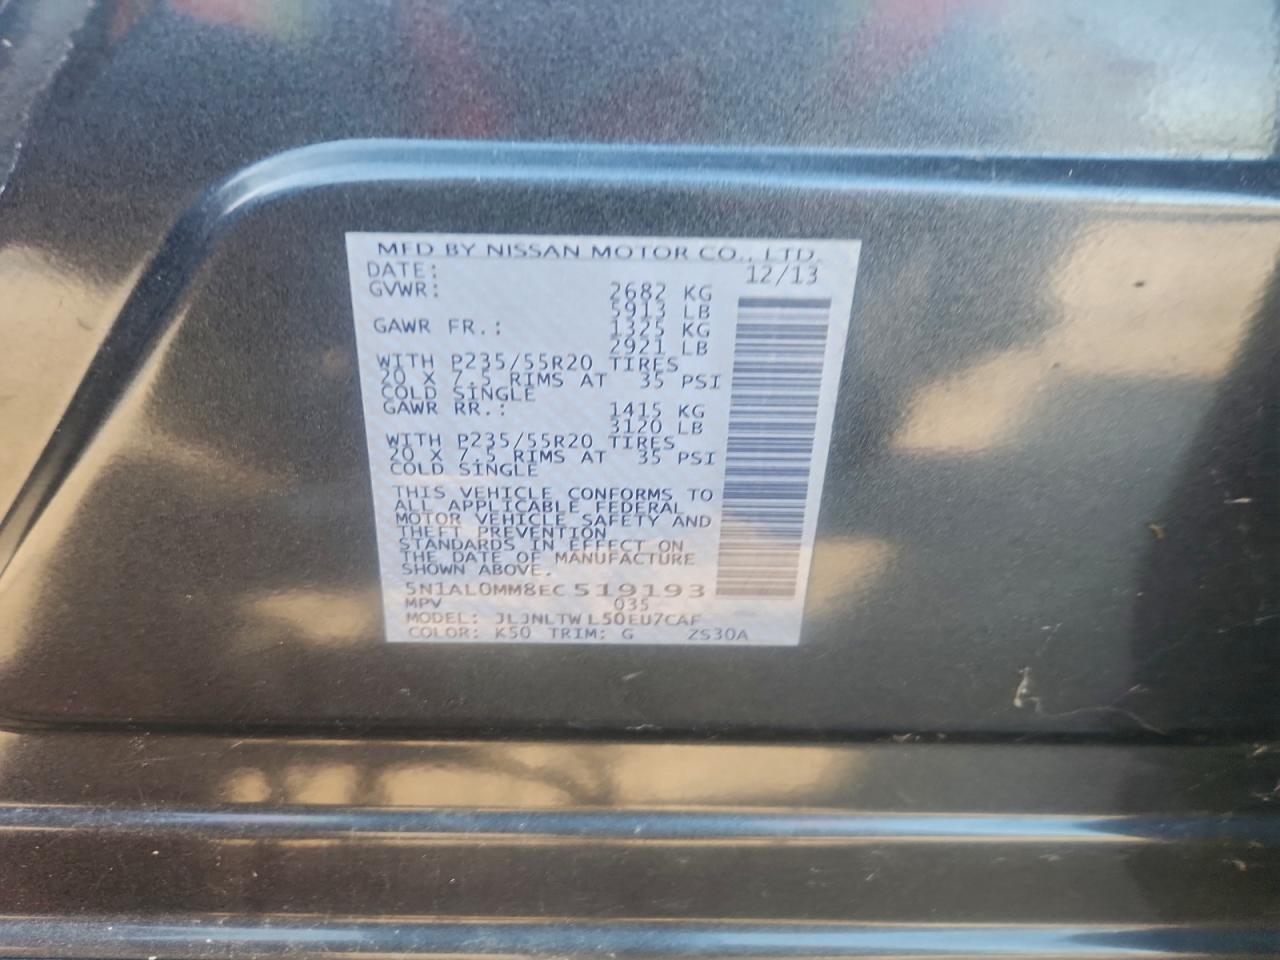 MFD BY NISSAN MOTOR CO., LTD.
DATE: 12/13
GVWR: 2682 KG
5913 LB
GAWR FR.: 1325 KG
2921 LB
WITH P235/55R20 TIRES
20 X 7.5 RIMS AT 35 PSI
COLD SINGLE
GAWR RR.: 1415 KG
3120 LB
WITH P235/55R20 TIRES
20 X 7.5 RIMS AT 35 PSI
COLD SINGLE
THIS VEHICLE CONFORMS TO
ALL APPLICABLE FEDERAL
MOTOR VEHICLE SAFETY AND
THEFT PREVENTION
STANDARDS IN EFFECT ON
THE DATE OF MANUFACTURE
SHOWN ABOVE.
5N1AL0MM8EC519193
MPV 035
MODEL: JLJNLTWL50EU7CAF
COLOR: K50 TRIM: G ZS30A